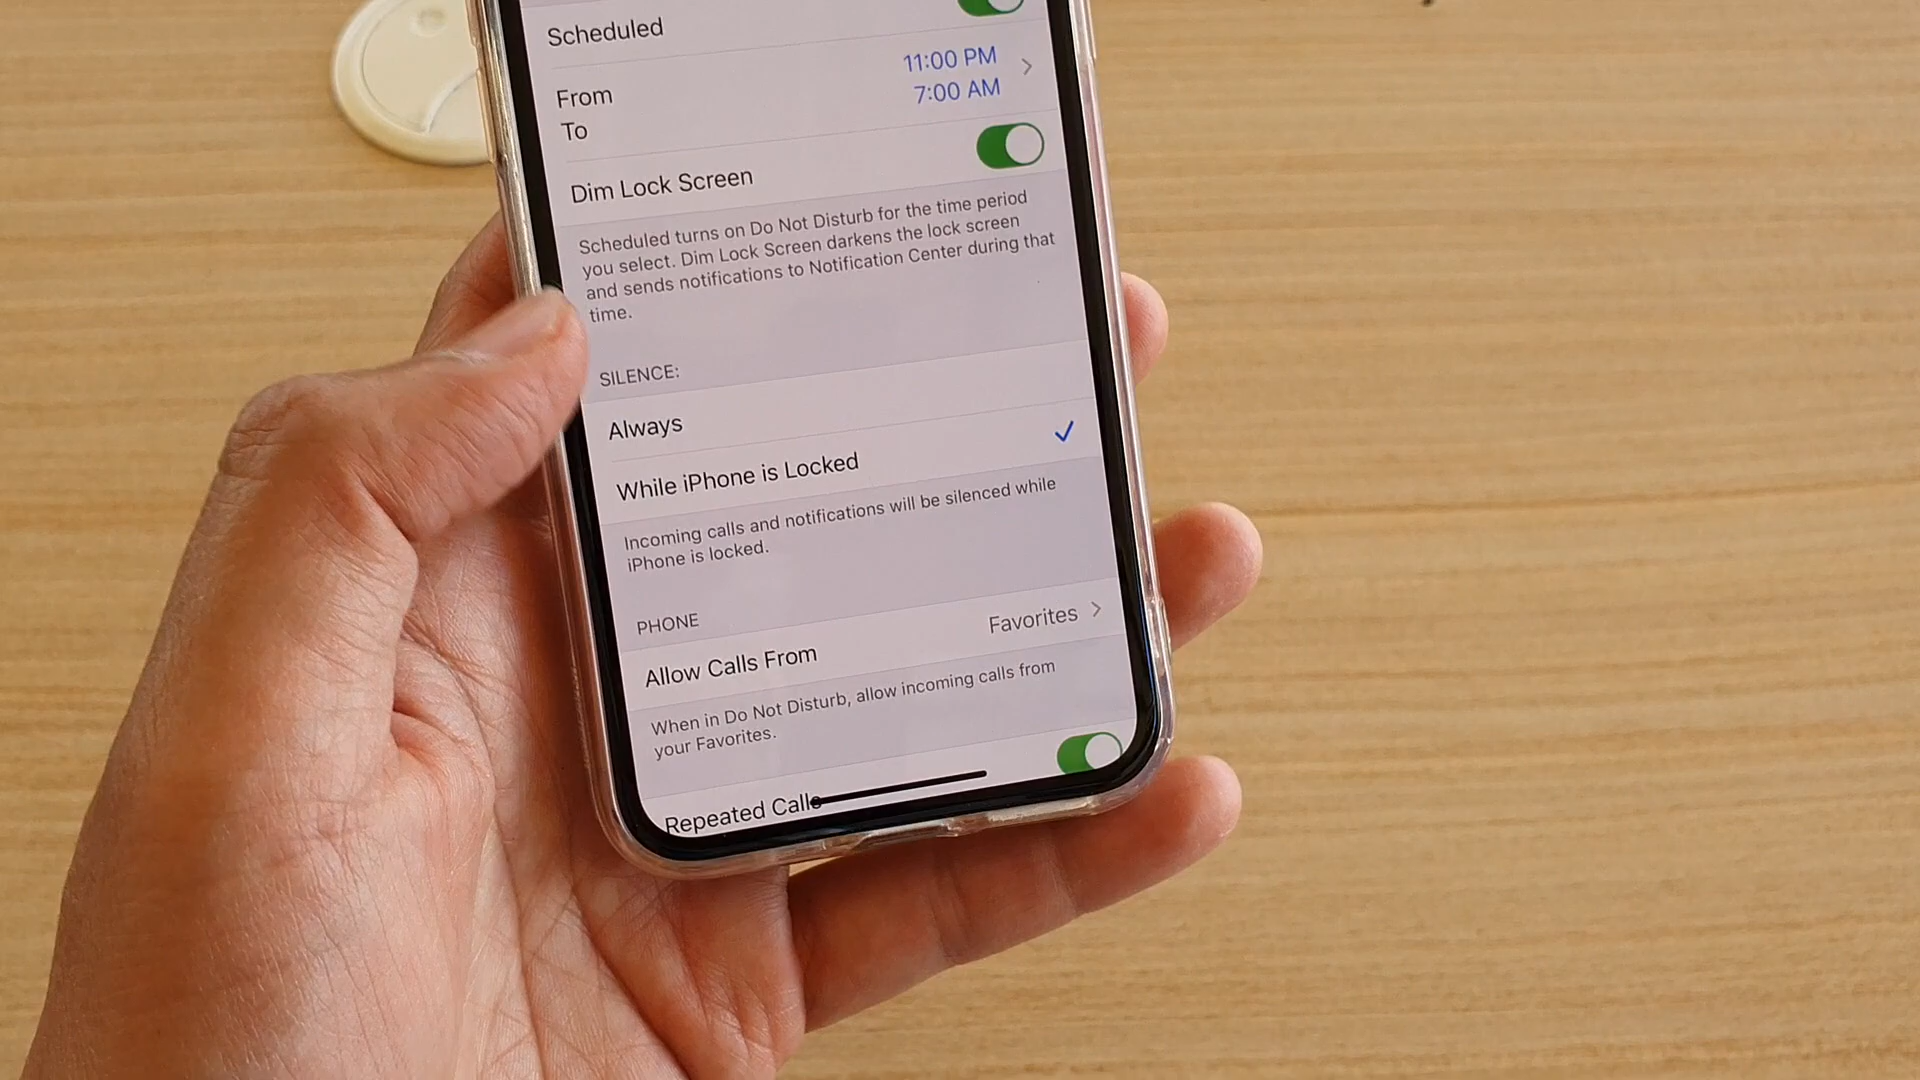 Scheduled
From
11:00 PM
To
7:00 AM
Dim Lock Screen
Scheduled turns on Do Not Disturb for the time period
you select. Dim Lock Screen darkens the lock screen
and sends notifications to Notification Center during that
time.
SILENCE:
Always
While iPhone is Locked
Incoming calls and notifications will be silenced while
iPhone is locked.
PHONE
Allow Calls From
Favorites
When in Do Not Disturb, allow incoming calls from
your Favorites.
Repeated Calls